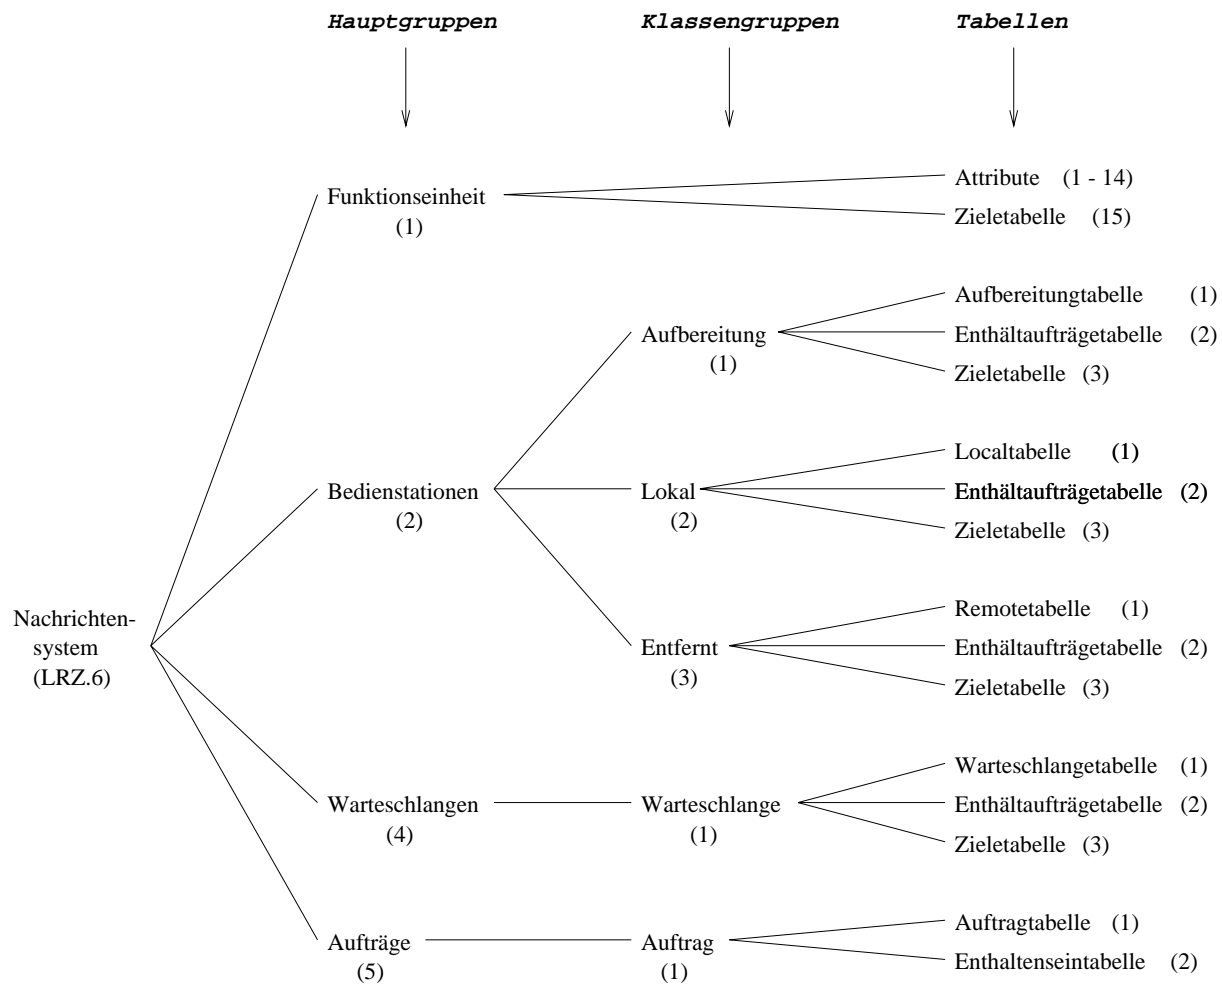 Hauptgruppen Klassengruppen Tabellen
Attribute (1 - 14)
Funktionseinheit
(1)
Zieletabelle (15)
Aufbereitungtabelle (1)
Aufbereitung
(1)
Enthältaufträgetabelle (2)
Zieletabelle (3)
Localtabelle (1)
Bedienstationen
(2)
Lokal
(2)
Enthältaufträgetabelle (2)
Zieletabelle (3)
Nachrichten-
system
(LRZ.6)
Remotetabelle (1)
Entfernt
(3)
Enthältaufträgetabelle (2)
Zieletabelle (3)
Warteschlangetabelle (1)
Warteschlangen
(4)
Warteschlange
(1)
Enthältaufträgetabelle (2)
Zieletabelle (3)
Auftragtabelle (1)
Aufträge
(5)
Auftrag
(1)
Enthaltenseintabelle (2)